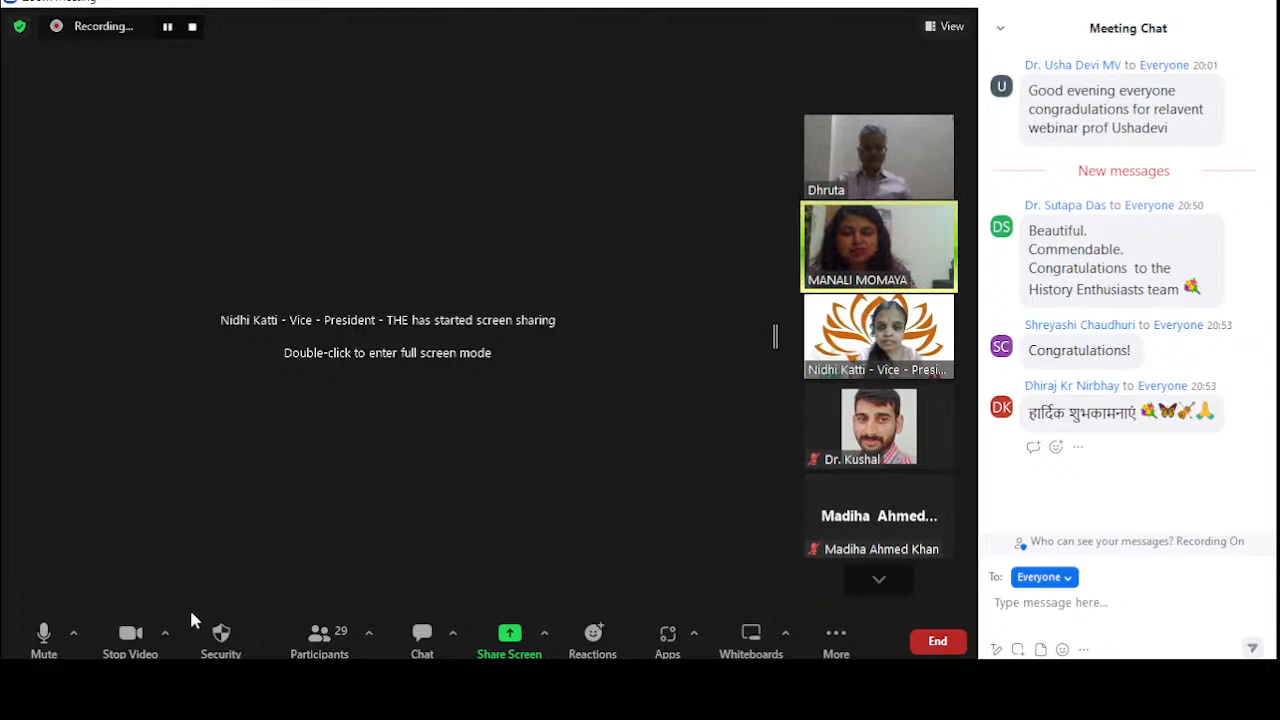 Recording...
View
Nidhi Katti - Vice - President - THE has started screen sharing
Double-click to enter full screen mode
Dhruta
MANALI MOMAYA
Nidhi Katti - Vice - Presi...
Dr. Kushal
Madiha Ahmed...
Madiha Ahmed Khan
Mute
Stop Video
Security
29
Participants
Chat
Share Screen
Reactions
Apps
Whiteboards
More
End
Meeting Chat
Dr. Usha Devi MV to Everyone 20:01
U
Good evening everyone
congradulations for relavent
webinar prof Ushadevi
New messages
Dr. Sutapa Das to Everyone 20:50
DS
Beautiful.
Commendable.
Congratulations to the
History Enthusiasts team 💐
Shreyashi Chaudhuri to Everyone 20:53
SC
Congratulations!
Dhiraj Kr Nirbhay to Everyone 20:53
DK
हार्दिक शुभकामनाएं 💐🦋🎻🙏
Who can see your messages? Recording On
To: Everyone
Type message here...